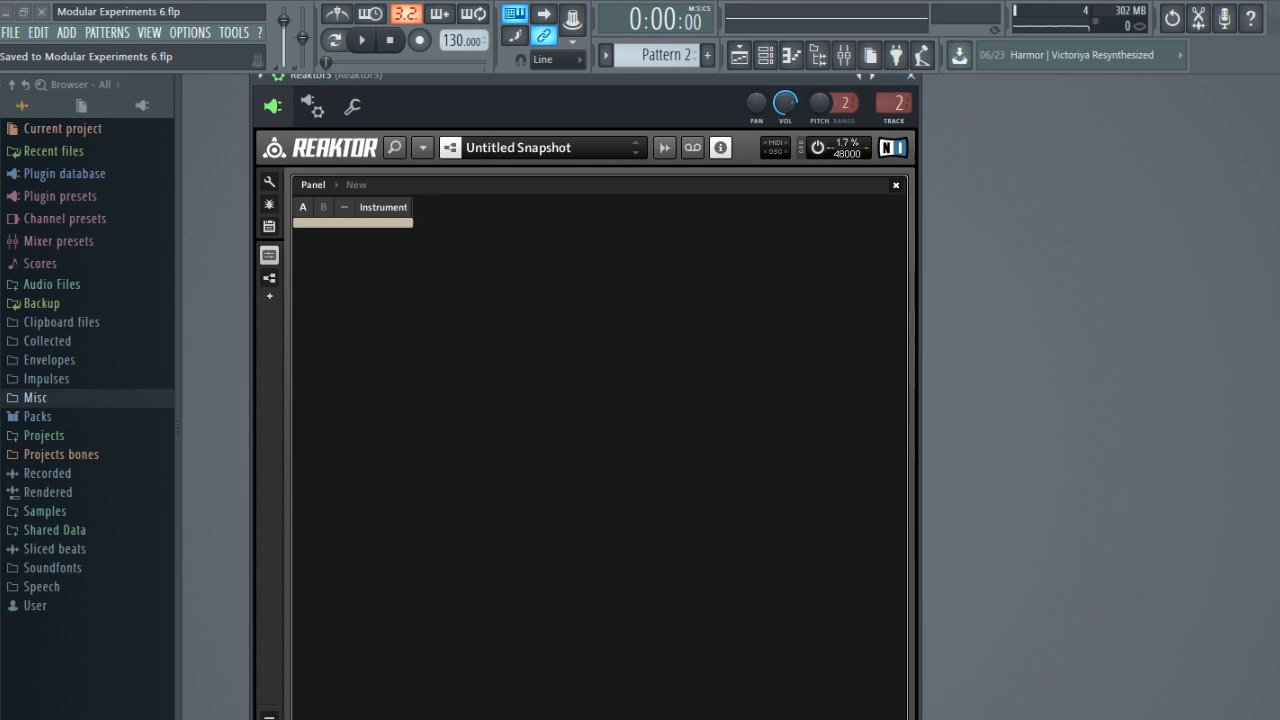 Modular Experiments 6.flp
FILE EDIT ADD PATTERNS VIEW OPTIONS TOOLS ?
Saved to Modular Experiments 6.flp
3.2
130.000
Line
0:00:00
M:S:CS
Pattern 2
4
302 MB
0
06/23 Harmor | Victoriya Resynthesized
Browser - All
Current project
Recent files
Plugin database
Plugin presets
Channel presets
Mixer presets
Scores
Audio Files
Backup
Clipboard files
Collected
Envelopes
Impulses
Misc
Packs
Projects
Projects bones
Recorded
Rendered
Samples
Shared Data
Sliced beats
Soundfonts
Speech
User
Reaktor5 (Reaktor5)
2
2
PAN VOL PITCH RANGE TRACK
REAKTOR
Untitled Snapshot
MIDI
OSC
1.7 %
48000
NI
Panel New
A B Instrument